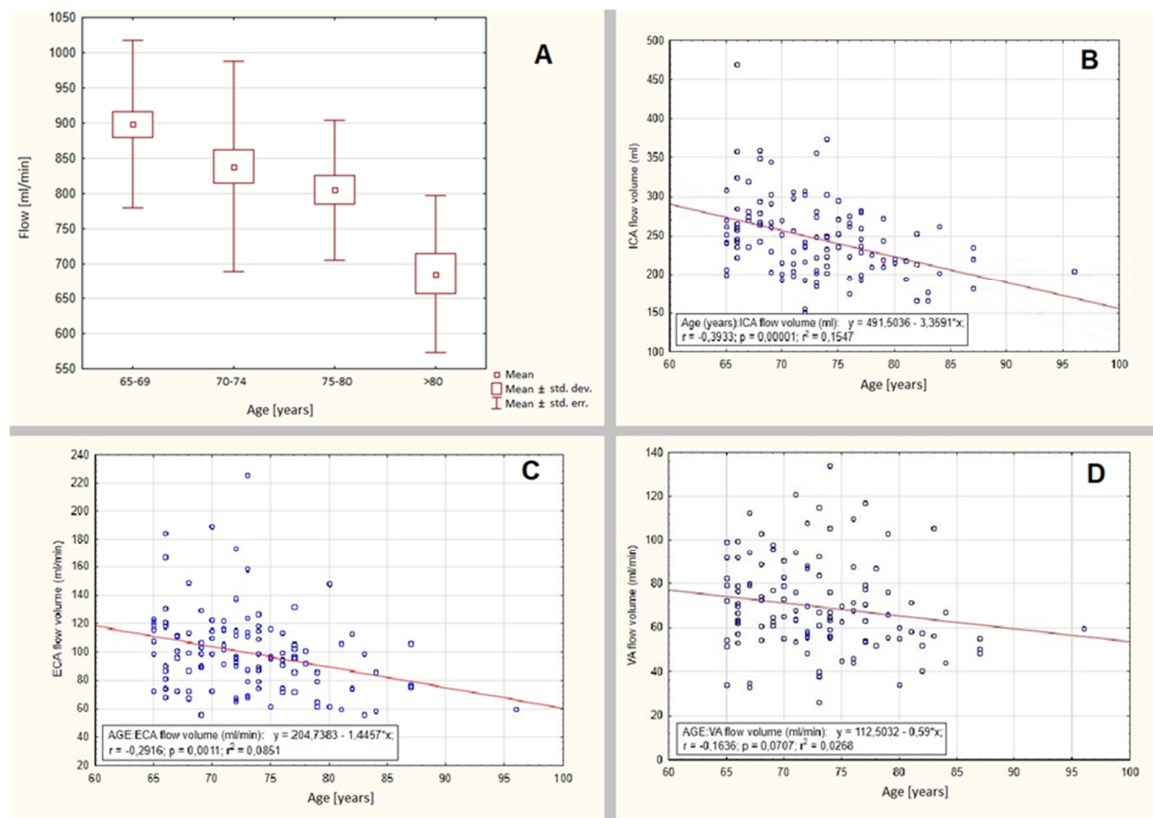 A
1050
1000
950
900
850
800
750
700
650
600
550
Flow [ml/min]
65-69
70-74
75-80
>80
Age [years]
Mean
Mean ± std. dev.
Mean ± std. err.
B
500
450
400
350
300
250
200
150
100
ICA flow volume (ml)
Age (years):ICA flow volume (ml): y = 491,5036 - 3,3591*x;
r = -0,3933; p = 0,00001; r² = 0,1547
60 65 70 75 80 85 90 95 100
Age [years]
C
240
220
200
180
160
140
120
100
80
60
40
20
ECA flow volume (ml/min)
AGE:ECA flow volume (ml/min): y = 204,7383 - 1,4457*x;
r = -0,2916; p = 0,0011; r² = 0,0851
60 65 70 75 80 85 90 95 100
Age [years]
D
140
120
100
80
60
40
20
0
VA flow volume (ml/min)
AGE:VA flow volume (ml/min): y = 112,5032 - 0,59*x;
r = -0,1636; p = 0,0707; r² = 0,0268
60 65 70 75 80 85 90 95 100
Age [years]